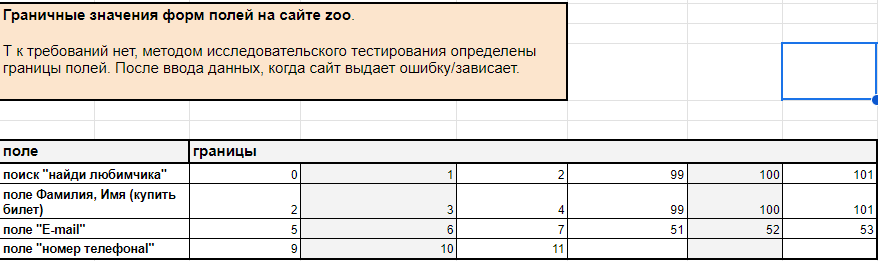 Граничные значения форм полей на сайте zoo.
Т к требований нет, методом исследовательского тестирования определены
границы полей. После ввода данных, когда сайт выдает ошибку/зависает.
поле границы
поиск "найди любимчика" 0 1 2 99 100 101
поле Фамилия, Имя (купить
билет) 2 3 4 99 100 101
поле "E-mail" 5 6 7 51 52 53
поле "номер телефонаl" 9 10 11